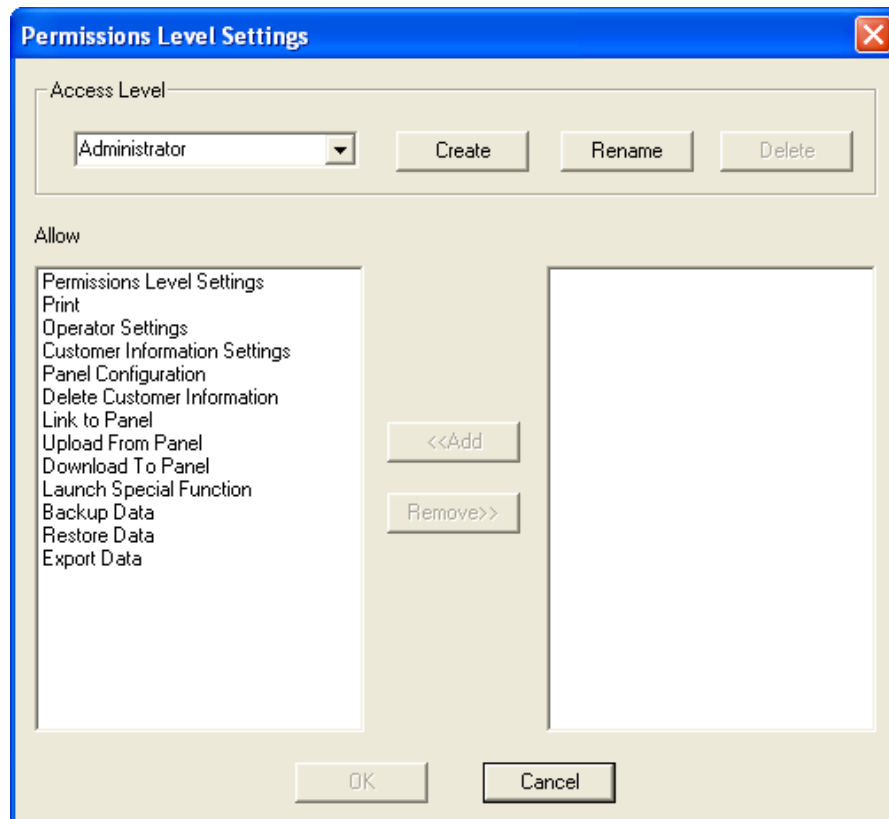 Permissions Level Settings
Access Level
Administrator
Create
Rename
Delete
Allow
Permissions Level Settings
Print
Operator Settings
Customer Information Settings
Panel Configuration
Delete Customer Information
Link to Panel
Upload From Panel
Download To Panel
Launch Special Function
Backup Data
Restore Data
Export Data
<<Add
Remove>>
OK
Cancel